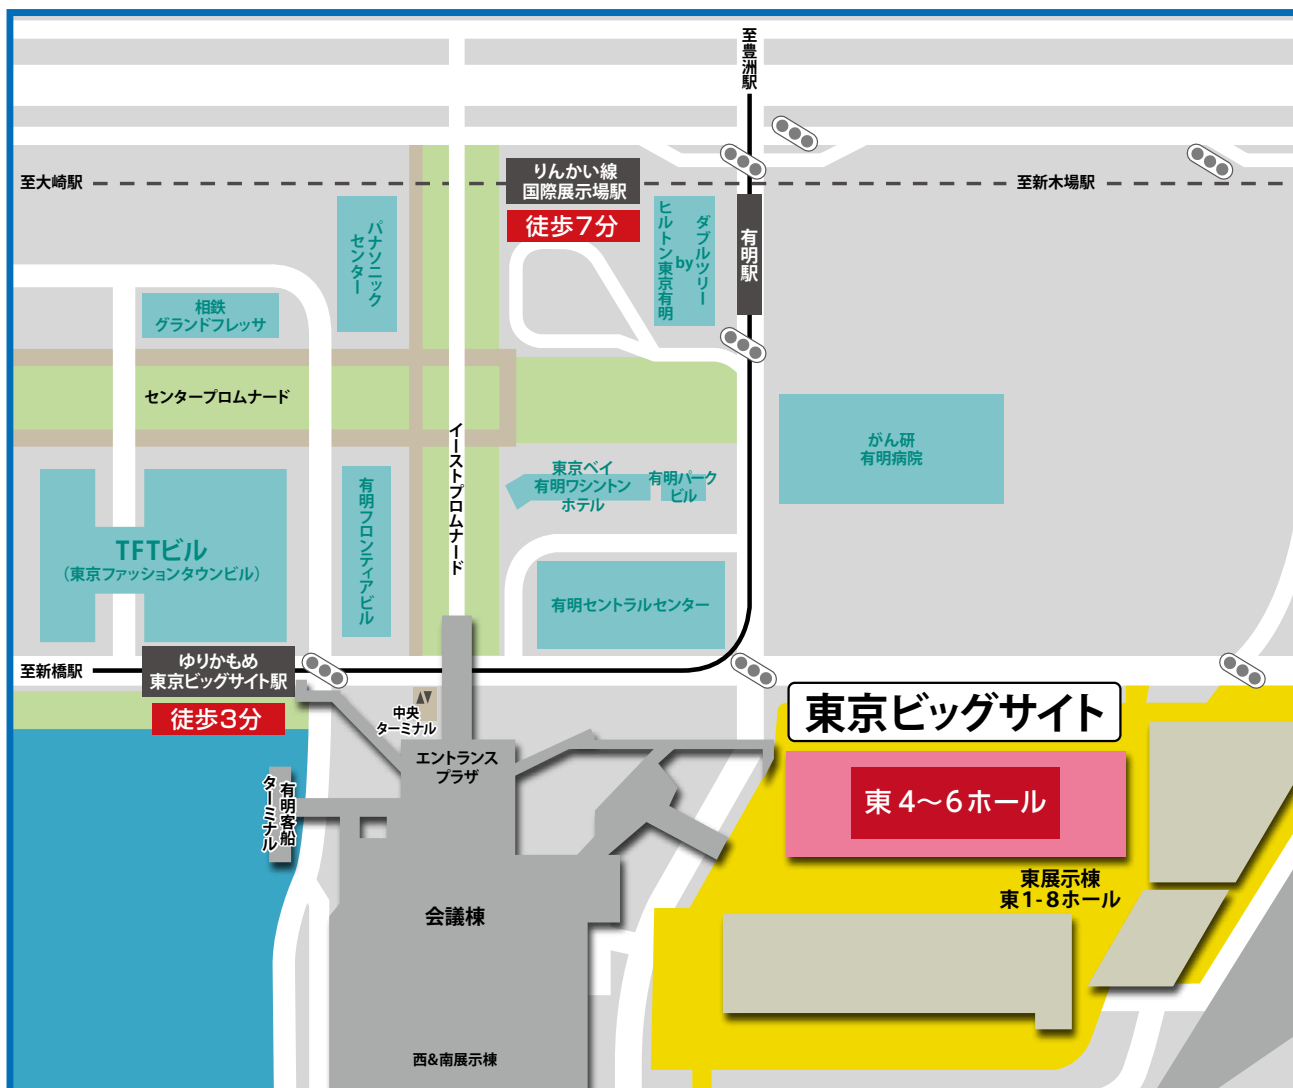 至豊洲駅
至大崎駅
りんかい線
国際展示場駅
徒歩7分
至新木場駅
パナソニック
センター
ダブルツリー
by
ヒルトン東京有明
有明駅
相鉄
グランドフレッサ
センタープロムナード
イーストプロムナード
がん研
有明病院
東京ベイ
有明ワシントン
ホテル
有明パーク
ビル
有明フロンティアビル
TFTビル
（東京ファッションタウンビル）
有明セントラルセンター
至新橋駅
ゆりかもめ
東京ビッグサイト駅
徒歩3分
中央
ターミナル
エントランス
プラザ
東京ビッグサイト
有明客船
ターミナル
東4〜6ホール
東展示棟
東1-8ホール
会議棟
西&南展示棟